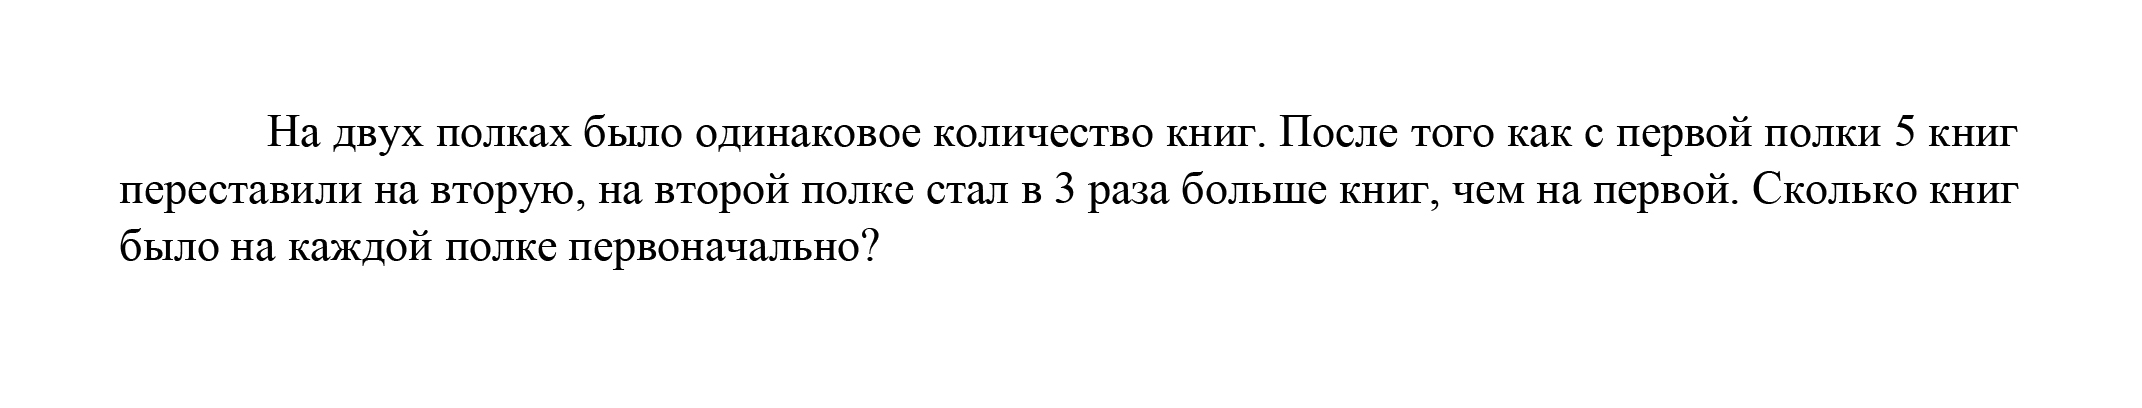 На двух полках было одинаковое количество книг. После того как с первой полки 5 книг
переставили на вторую, на второй полке стал в 3 раза больше книг, чем на первой. Сколько книг
было на каждой полке первоначально?